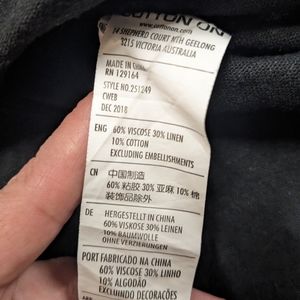 COTTON ON
www.cottonon.com
14 SHEPHERD COURT NTH GEELONG
3215 VICTORIA AUSTRALIA
MADE IN CHINA
RN 129164
STYLE NO.251249
CWEB
DEC 2018
ENG 60% VISCOSE 30% LINEN
10% COTTON
EXCLUDING EMBELLISHMENTS
CN 中国制造
60% 粘胶 30% 亚麻 10% 棉
装饰品除外
DE HERGESTELLT IN CHINA
60% VISKOSE 30% LEINEN
10% BAUMWOLLE
OHNE VERZIERUNGEN
PORT FABRICADO NA CHINA
60% VISCOSE 30% LINHO
10% ALGODÃO
EXCLUINDO DECORAÇÕES